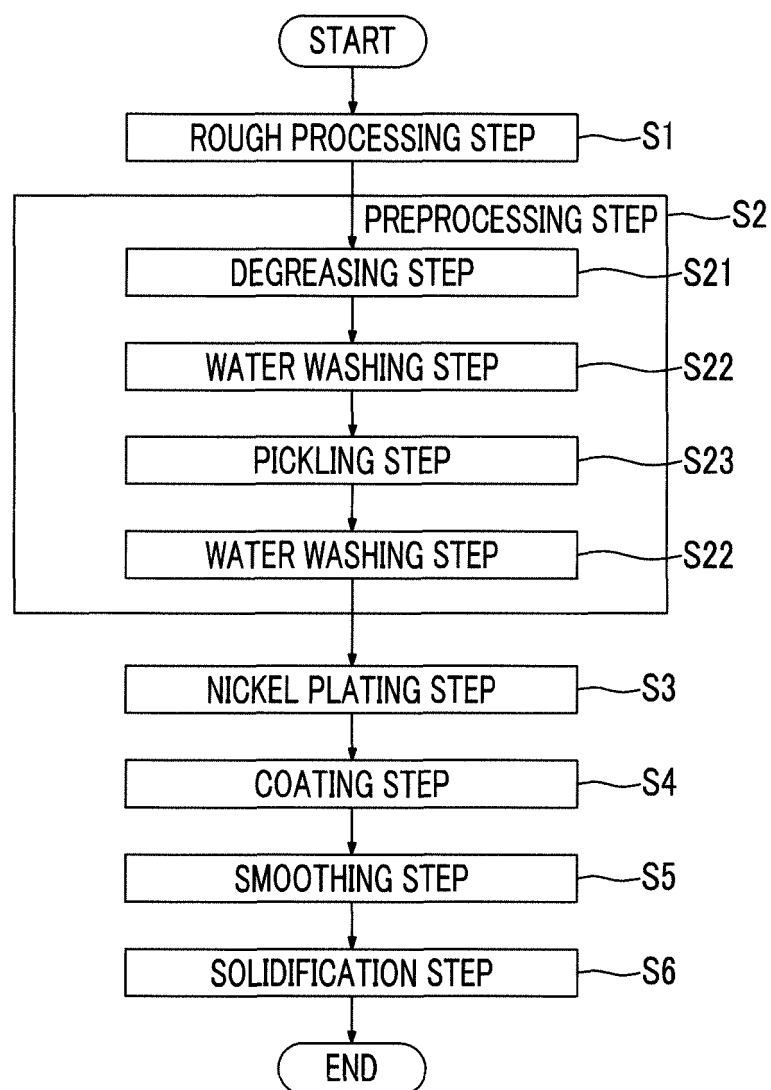 START
ROUGH PROCESSING STEP S1
PREPROCESSING STEP S2
DEGREASING STEP S21
WATER WASHING STEP S22
PICKLING STEP S23
WATER WASHING STEP S22
NICKEL PLATING STEP S3
COATING STEP S4
SMOOTHING STEP S5
SOLIDIFICATION STEP S6
END